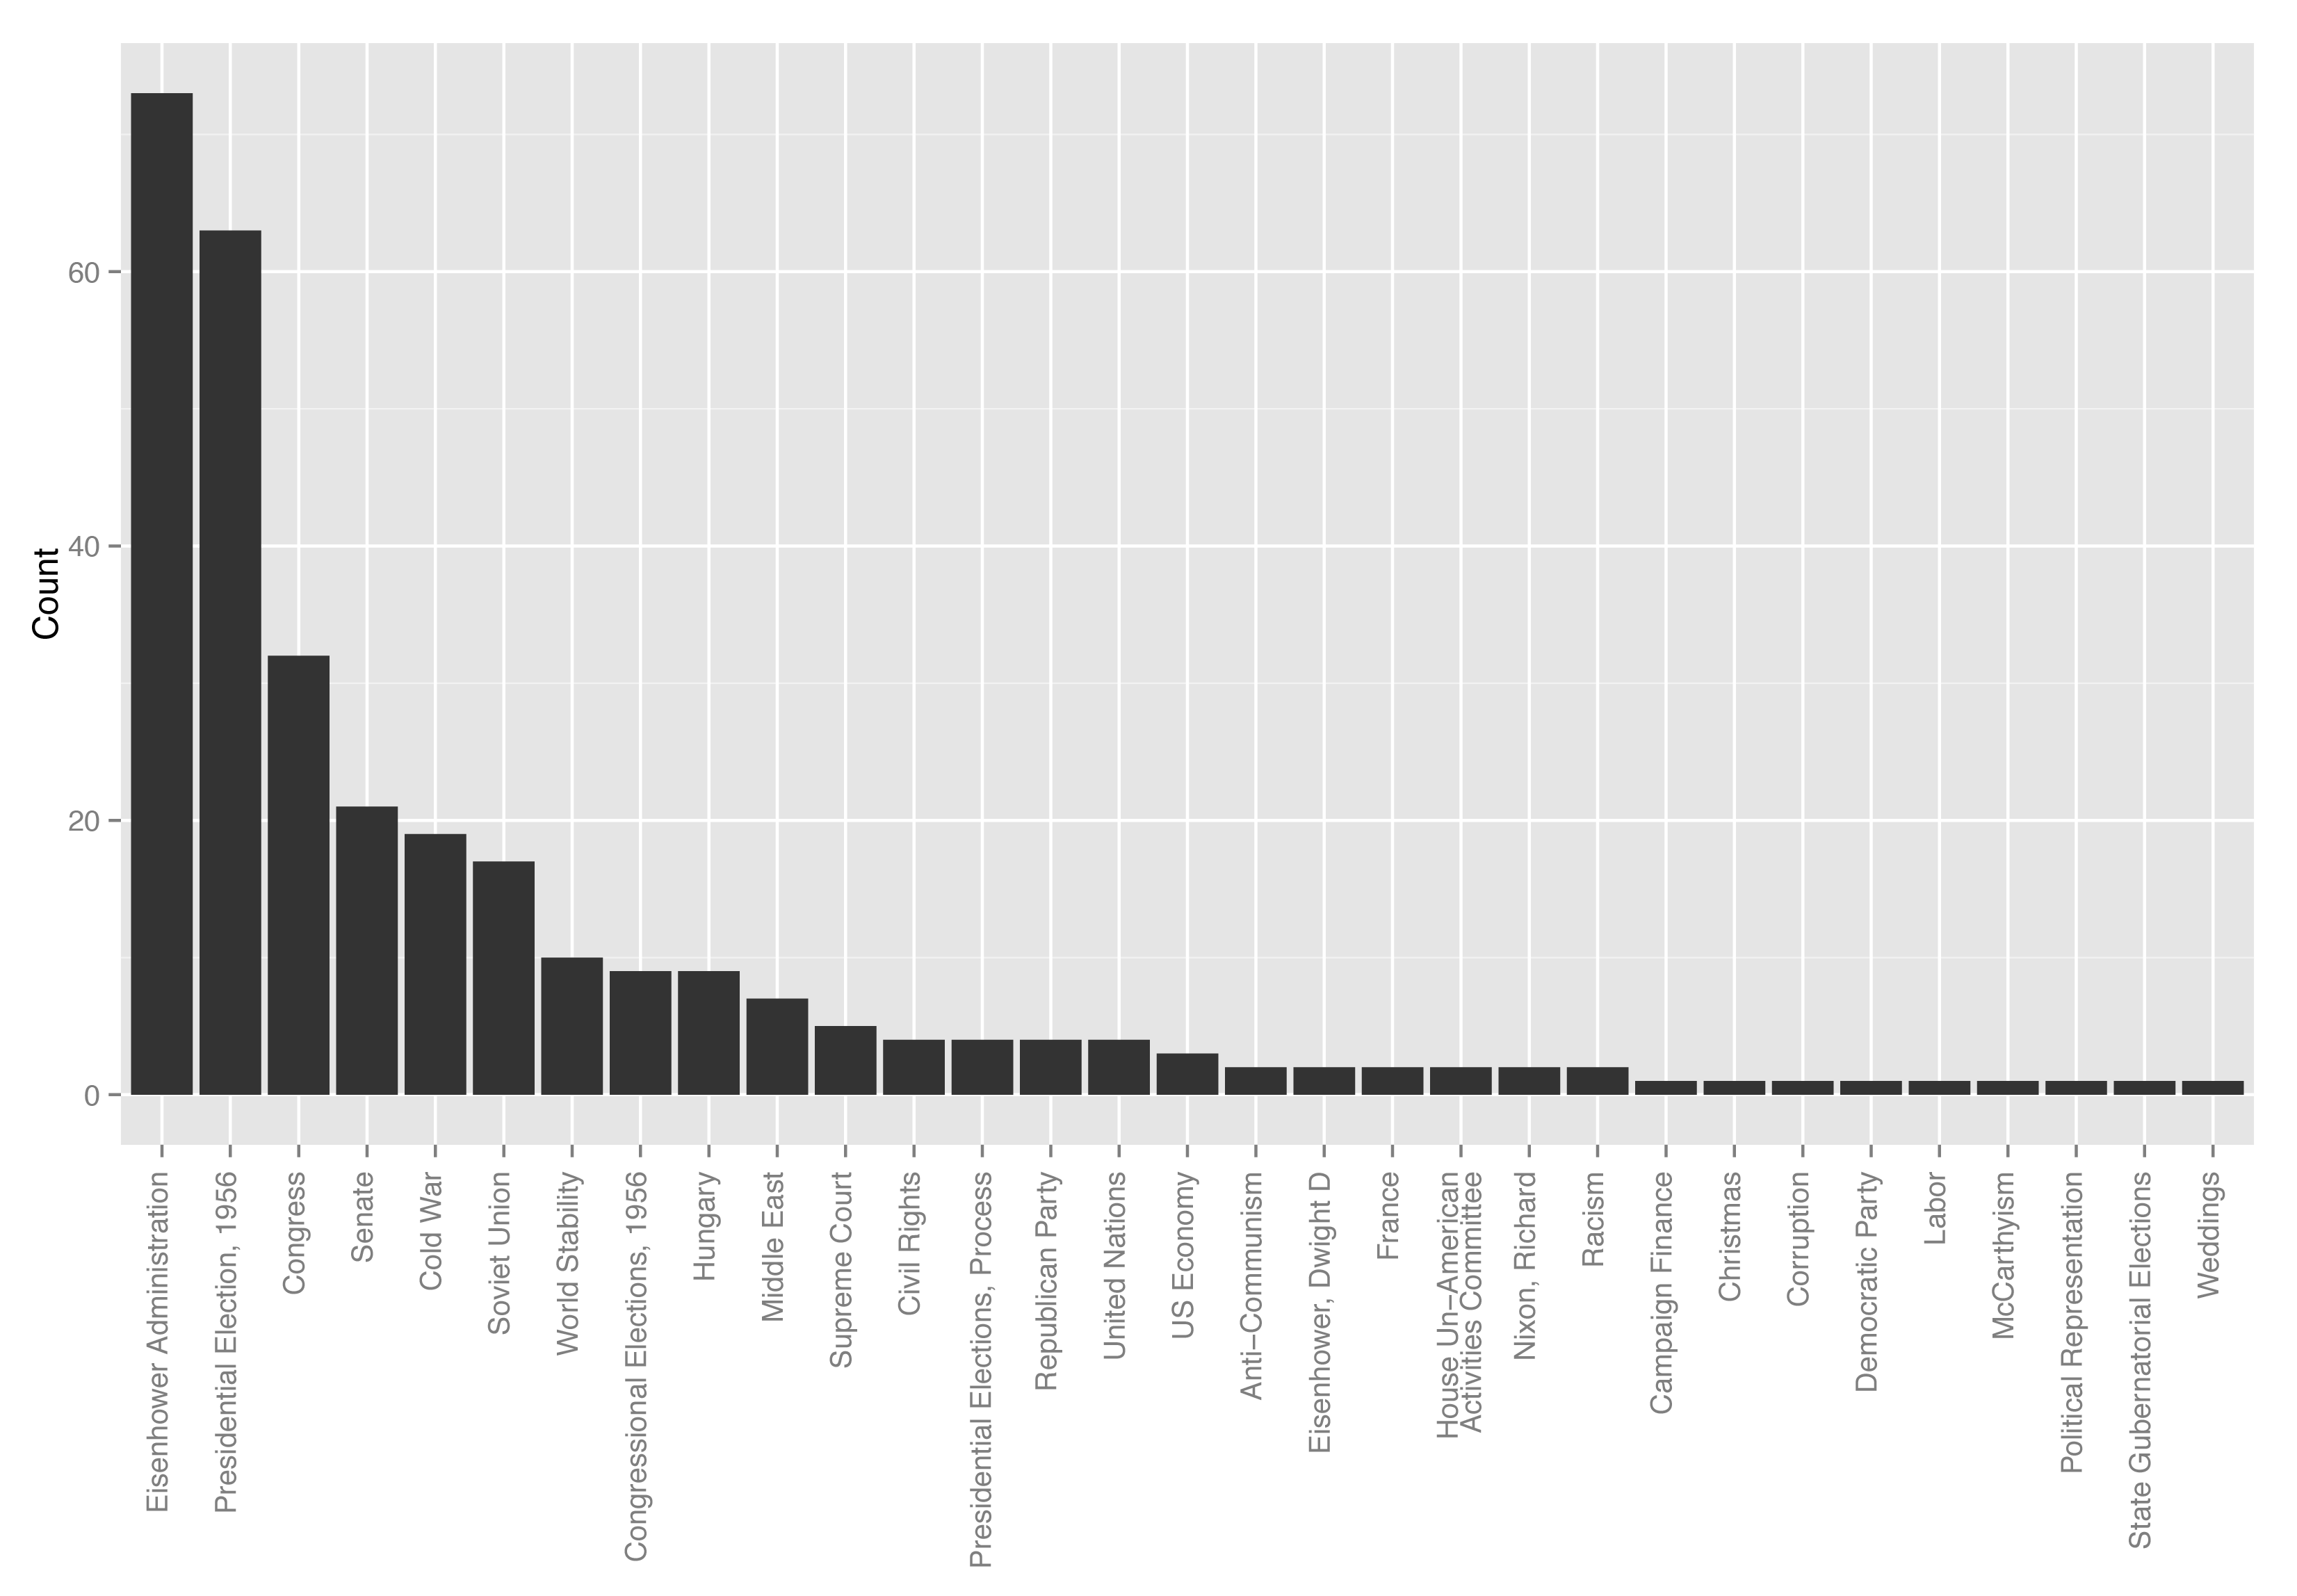 Count
60
40
20
0
Eisenhower Administration
Presidential Election, 1956
Congress
Senate
Cold War
Soviet Union
World Stability
Congressional Elections, 1956
Hungary
Middle East
Supreme Court
Civil Rights
Presidential Elections, Process
Republican Party
United Nations
US Economy
Anti−Communism
Eisenhower, Dwight D
France
House Un−American
Activities Committee
Nixon, Richard
Racism
Campaign Finance
Christmas
Corruption
Democratic Party
Labor
McCarthyism
Political Representation
State Gubernatorial Elections
Weddings